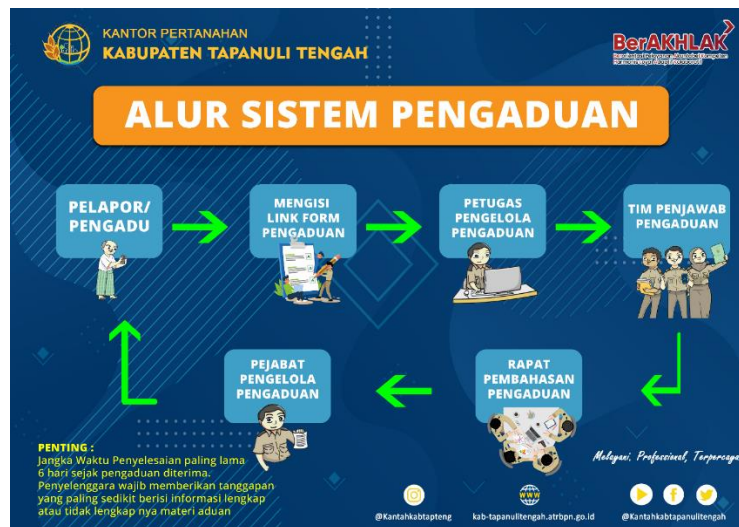 KANTOR PERTANAHAN
KABUPATEN TAPANULI TENGAH
BerAKHLAK
ALUR SISTEM PENGADUAN
PELAPOR/
PENGADU
MENGISI
LINK FORM
PENGADUAN
PETUGAS
PENGELOLA
PENGADUAN
TIM PENJAWAB
PENGADUAN
RAPAT
PEMBAHASAN
PENGADUAN
PEJABAT
PENGELOLA
PENGADUAN
PENTING :
Jangka Waktu Penyelesaian paling lama
6 hari sejak pengaduan diterima.
Penyelenggara wajib memberikan tanggapan
yang paling sedikit berisi informasi lengkap
atau tidak lengkap nya materi aduan
Melayani, Professional, Terpercaya
WWW
@Kantahkabtapteng
kab-tapanulitengah.atrbpn.go.id
@Kantahkabtapanulitengah